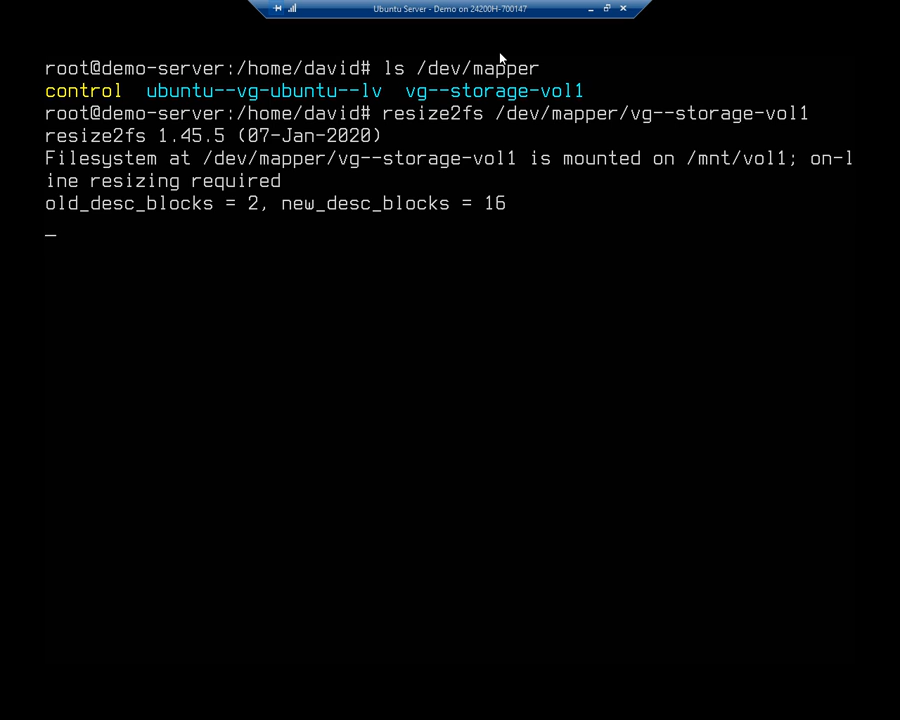 Ubuntu Server - Demo on 24200H-700147
root@demo-server:/home/david# ls /dev/mapper
control  ubuntu--vg-ubuntu--lv  vg--storage-vol1
root@demo-server:/home/david# resize2fs /dev/mapper/vg--storage-vol1
resize2fs 1.45.5 (07-Jan-2020)
Filesystem at /dev/mapper/vg--storage-vol1 is mounted on /mnt/vol1; on-l
ine resizing required
old_desc_blocks = 2, new_desc_blocks = 16
_